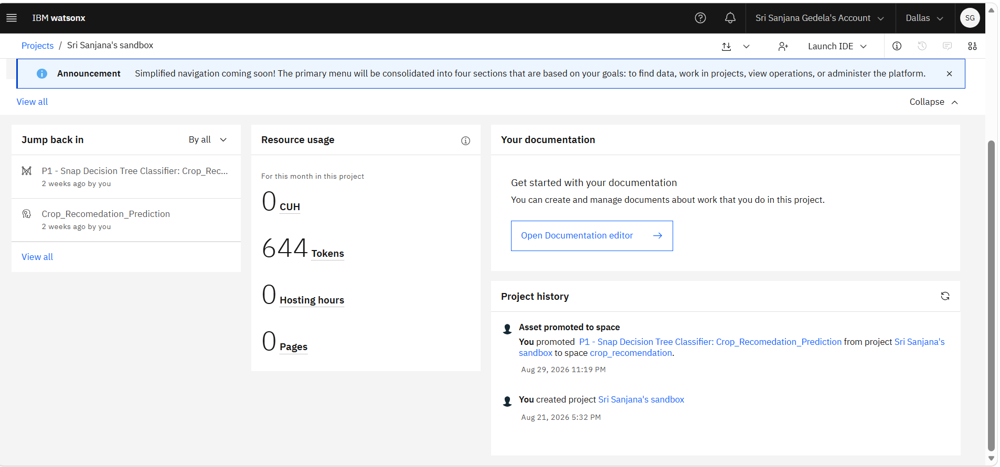 IBM watsonx
Sri Sanjana Gedela's Account
Dallas
SG
Projects / Sri Sanjana's sandbox
Launch IDE
Announcement Simplified navigation coming soon! The primary menu will be consolidated into four sections that are based on your goals: to find data, work in projects, view operations, or administer the platform.
View all
Collapse
Jump back in
By all
P1 - Snap Decision Tree Classifier: Crop_Rec...
2 weeks ago by you
Crop_Recomedation_Prediction
2 weeks ago by you
View all
Resource usage
For this month in this project
0 CUH
644 Tokens
0 Hosting hours
0 Pages
Your documentation
Get started with your documentation
You can create and manage documents about work that you do in this project.
Open Documentation editor
Project history
Asset promoted to space
You promoted P1 - Snap Decision Tree Classifier: Crop_Recomedation_Prediction from project Sri Sanjana's
sandbox to space crop_recomendation.
Aug 29, 2026 11:19 PM
You created project Sri Sanjana's sandbox
Aug 21, 2026 5:32 PM